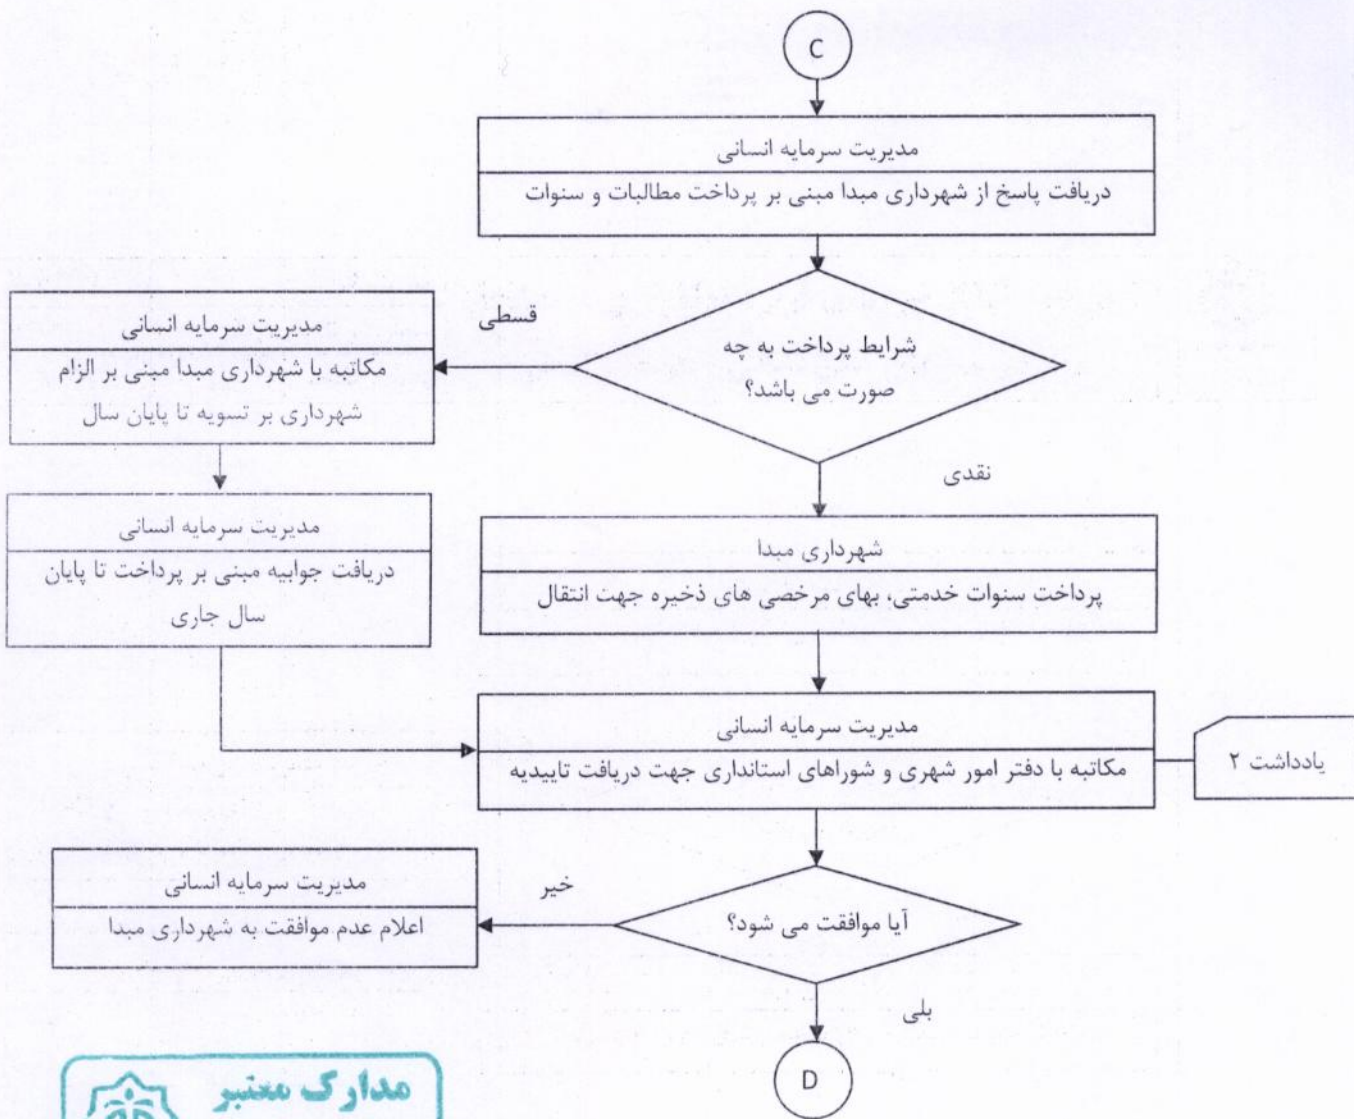 C
مدیریت سرمایه انسانی
دریافت پاسخ از شهرداری مبدا مبنی بر پرداخت مطالبات و سنوات
شرایط پرداخت به چه
صورت می باشد؟
قسطی
مدیریت سرمایه انسانی
مکاتبه با شهرداری مبدا مبنی بر الزام
شهرداری بر تسویه تا پایان سال
مدیریت سرمایه انسانی
دریافت جوابیه مبنی بر پرداخت تا پایان
سال جاری
نقدی
شهرداری مبدا
پرداخت سنوات خدمتی، بهای مرخصی های ذخیره جهت انتقال
مدیریت سرمایه انسانی
مکاتبه با دفتر امور شهری و شوراهای استانداری جهت دریافت تاییدیه
یادداشت ۲
آیا موافقت می شود؟
خیر
مدیریت سرمایه انسانی
اعلام عدم موافقت به شهرداری مبدا
بلی
D
مدارک معتبر